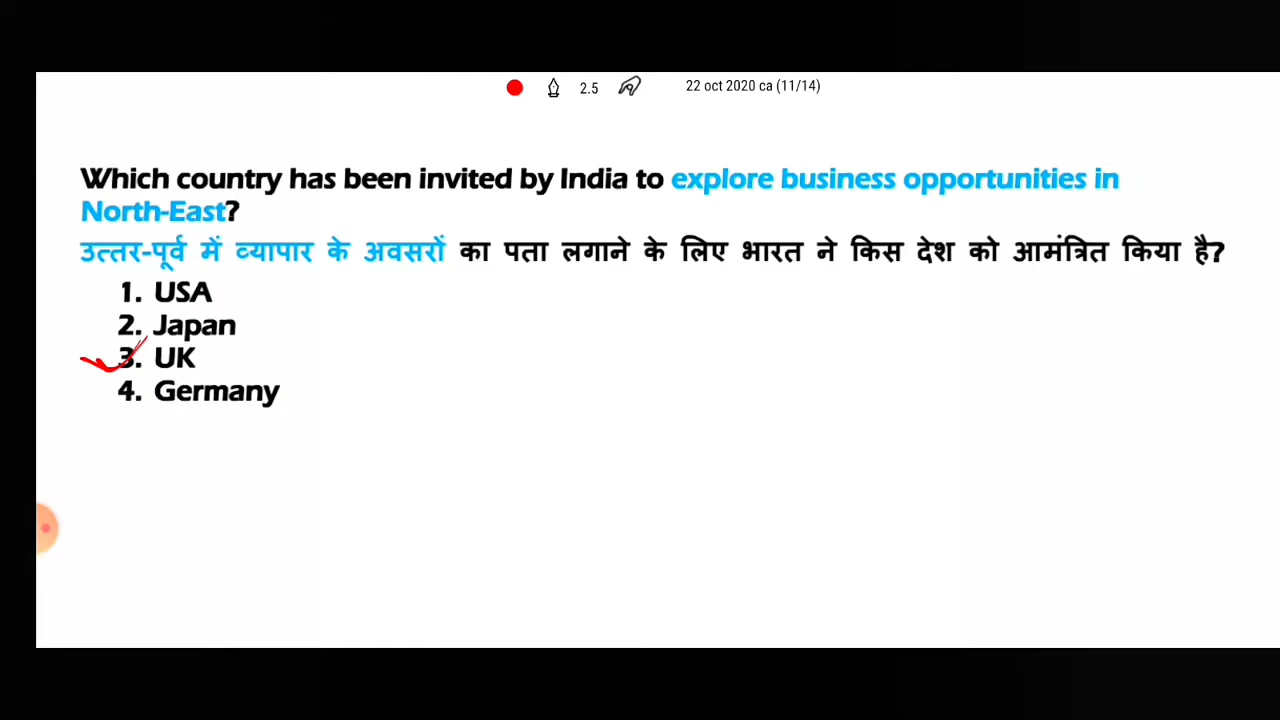 2.5 22 oct 2020 ca (11/14)
Which country has been invited by India to explore business opportunities in
North-East?
उत्तर-पूर्व में व्यापार के अवसरों का पता लगाने के लिए भारत ने किस देश को आमंत्रित किया है?
1. USA
2. Japan
3. UK
4. Germany